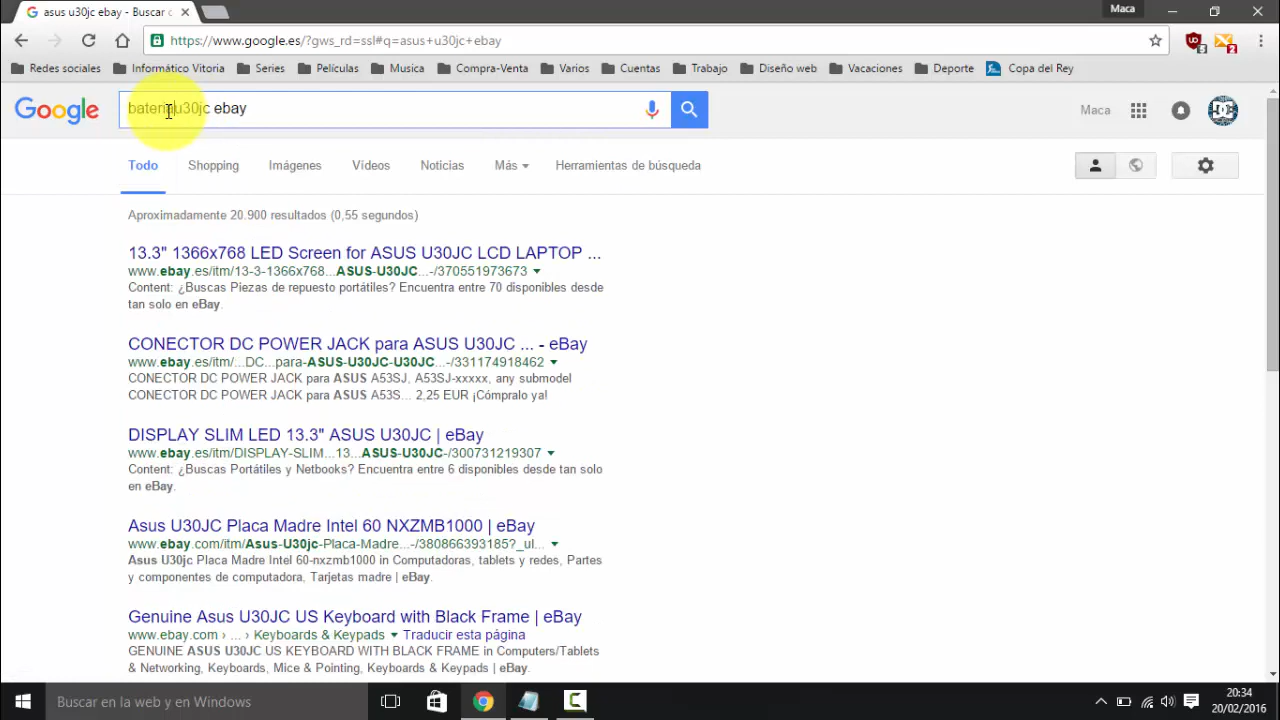 asus u30jc ebay - Buscar c
Maca
https://www.google.es/?gws_rd=ssl#q=asus+u30jc+ebay
Redes sociales
Informático Vitoria
Series
Películas
Musica
Compra-Venta
Varios
Trabajo
Diseño web
Vacaciones
Deporte
Copa del Rey
Google
u30jc ebay
Maca
Todo
Shopping
Imágenes
Vídeos
Noticias
Más
Herramientas de búsqueda
Aproximadamente 20.900 resultados (0,55 segundos)
13.3" 1366x768 LED Screen for ASUS U30JC LCD LAPTOP ...
www.ebay.es/itm/13-3-1366x768...ASUS-U30JC...-/370551973673
Content: ¿Buscas Piezas de repuesto portátiles? Encuentra entre 70 disponibles desde
tan solo en eBay.
CONECTOR DC POWER JACK para ASUS U30JC ... - eBay
www.ebay.es/itm/...DC...para-ASUS-U30JC-U30JC...-/331174918462
CONECTOR DC POWER JACK para ASUS A53SJ, A53SJ-xxxxx, any submodel
CONECTOR DC POWER JACK para ASUS A53S... 2,25 EUR ¡Cómpralo ya!
DISPLAY SLIM LED 13.3" ASUS U30JC | eBay
www.ebay.es/itm/DISPLAY-SLIM...13...ASUS-U30JC-/300731219307
Content: ¿Buscas Portátiles y Netbooks? Encuentra entre 6 disponibles desde tan solo
en eBay.
Asus U30JC Placa Madre Intel 60 NXZMB1000 | eBay
www.ebay.com/itm/Asus-U30jc-Placa-Madre...-/380866393185?_ul...
Asus U30jc Placa Madre Intel 60-nxzmb1000 in Computadoras, tablets y redes, Partes
y componentes de computadora, Tarjetas madre | eBay.
Genuine Asus U30JC US Keyboard with Black Frame | eBay
www.ebay.com › ... › Keyboards & Keypads
Traducir esta página
GENUINE ASUS U30JC US KEYBOARD WITH BLACK FRAME in Computers/Tablets
& Networking, Keyboards, Mice & Pointing, Keyboards & Keypads | eBay.
Buscar en la web y en Windows
20:34
20/02/2016